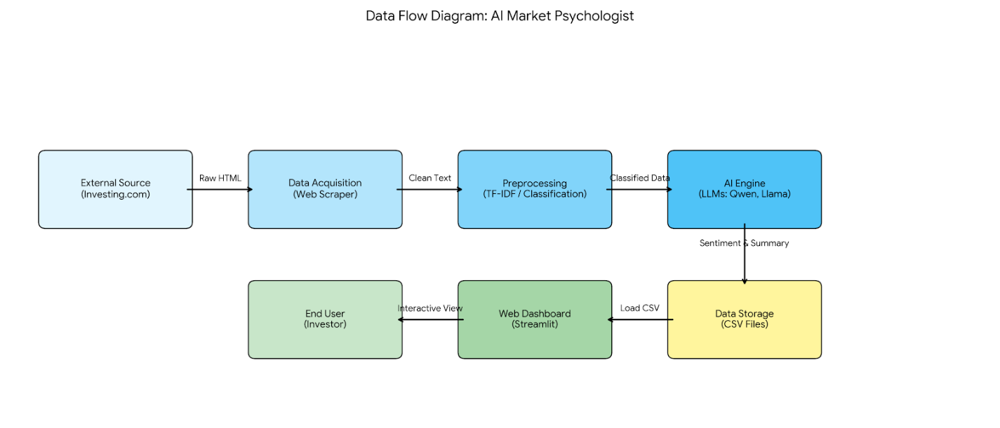 Data Flow Diagram: AI Market Psychologist
External Source
(Investing.com)
Raw HTML
Data Acquisition
(Web Scraper)
Clean Text
Preprocessing
(TF-IDF / Classification)
Classified Data
AI Engine
(LLMs: Qwen, Llama)
Sentiment & Summary
End User
(Investor)
Interactive View
Web Dashboard
(Streamlit)
Load CSV
Data Storage
(CSV Files)